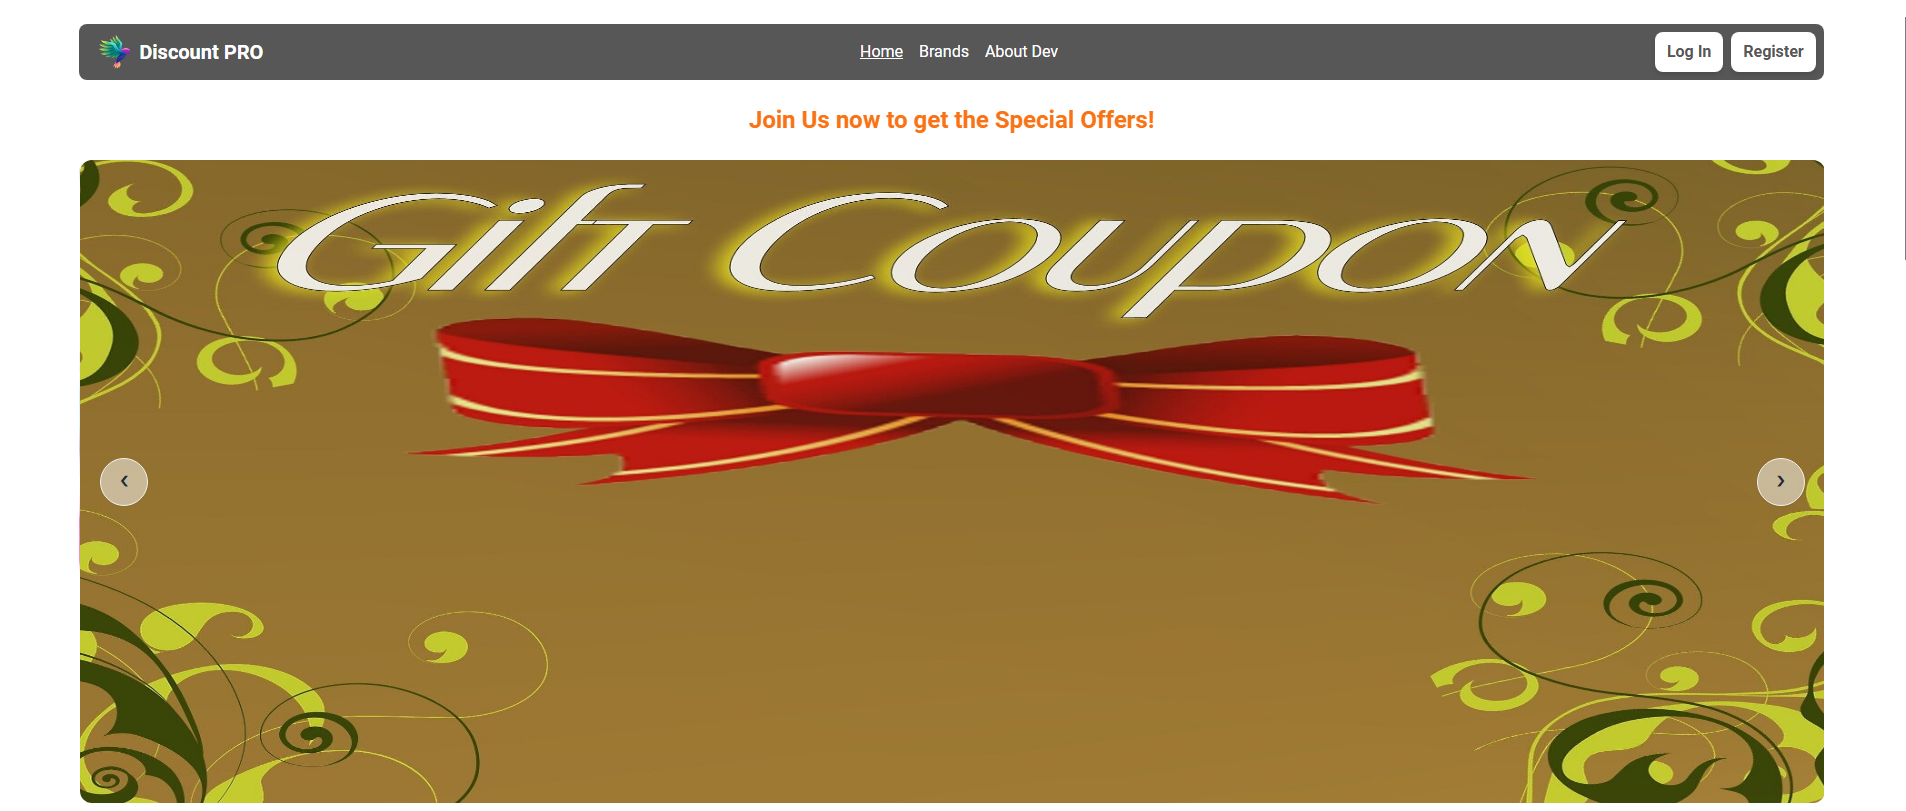 Discount PRO
Home Brands About Dev
Log In Register
Join Us now to get the Special Offers!
Gift Coupon